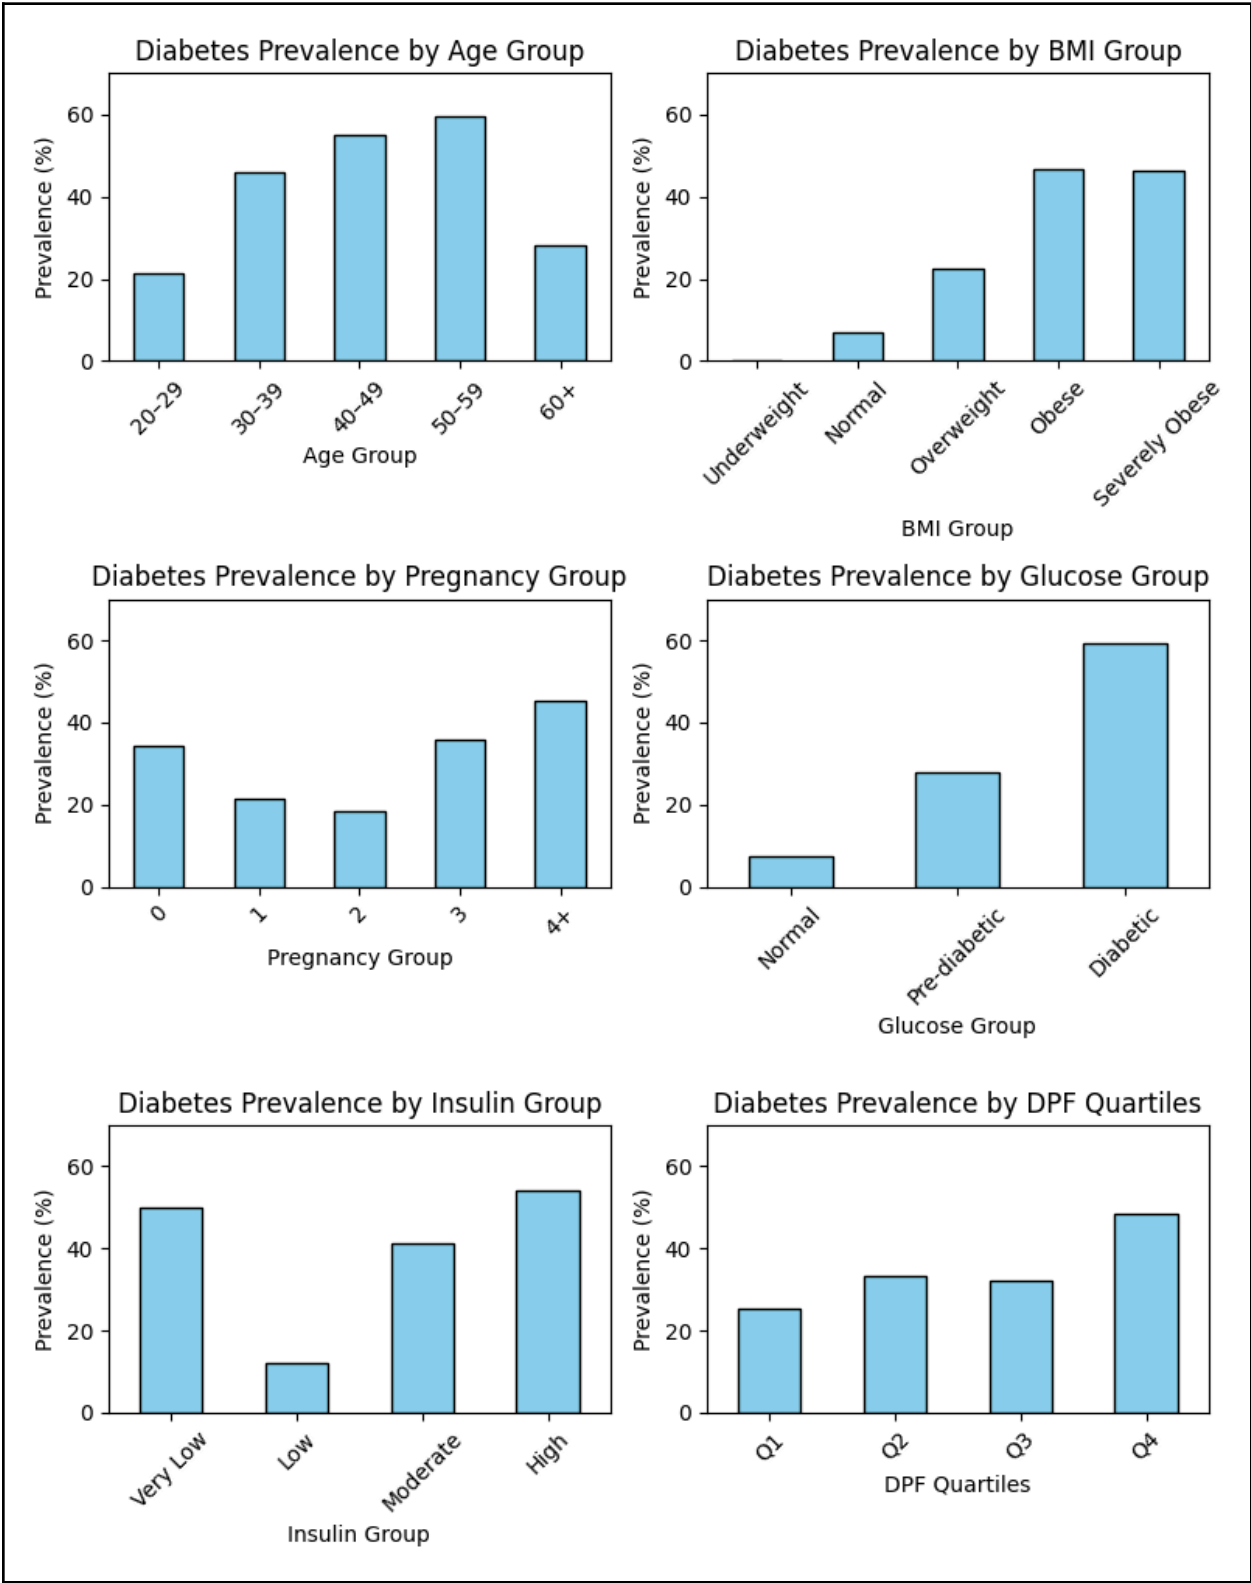 Diabetes Prevalence by Age Group
Prevalence (%)
60
40
20
0
20–29
30–39
40–49
50–59
60+
Age Group
Diabetes Prevalence by BMI Group
Prevalence (%)
60
40
20
0
Underweight
Normal
Overweight
Obese
Severely Obese
BMI Group
Diabetes Prevalence by Pregnancy Group
Prevalence (%)
60
40
20
0
0
1
2
3
4+
Pregnancy Group
Diabetes Prevalence by Glucose Group
Prevalence (%)
60
40
20
0
Normal
Pre-diabetic
Diabetic
Glucose Group
Diabetes Prevalence by Insulin Group
Prevalence (%)
60
40
20
0
Very Low
Low
Moderate
High
Insulin Group
Diabetes Prevalence by DPF Quartiles
Prevalence (%)
60
40
20
0
Q1
Q2
Q3
Q4
DPF Quartiles